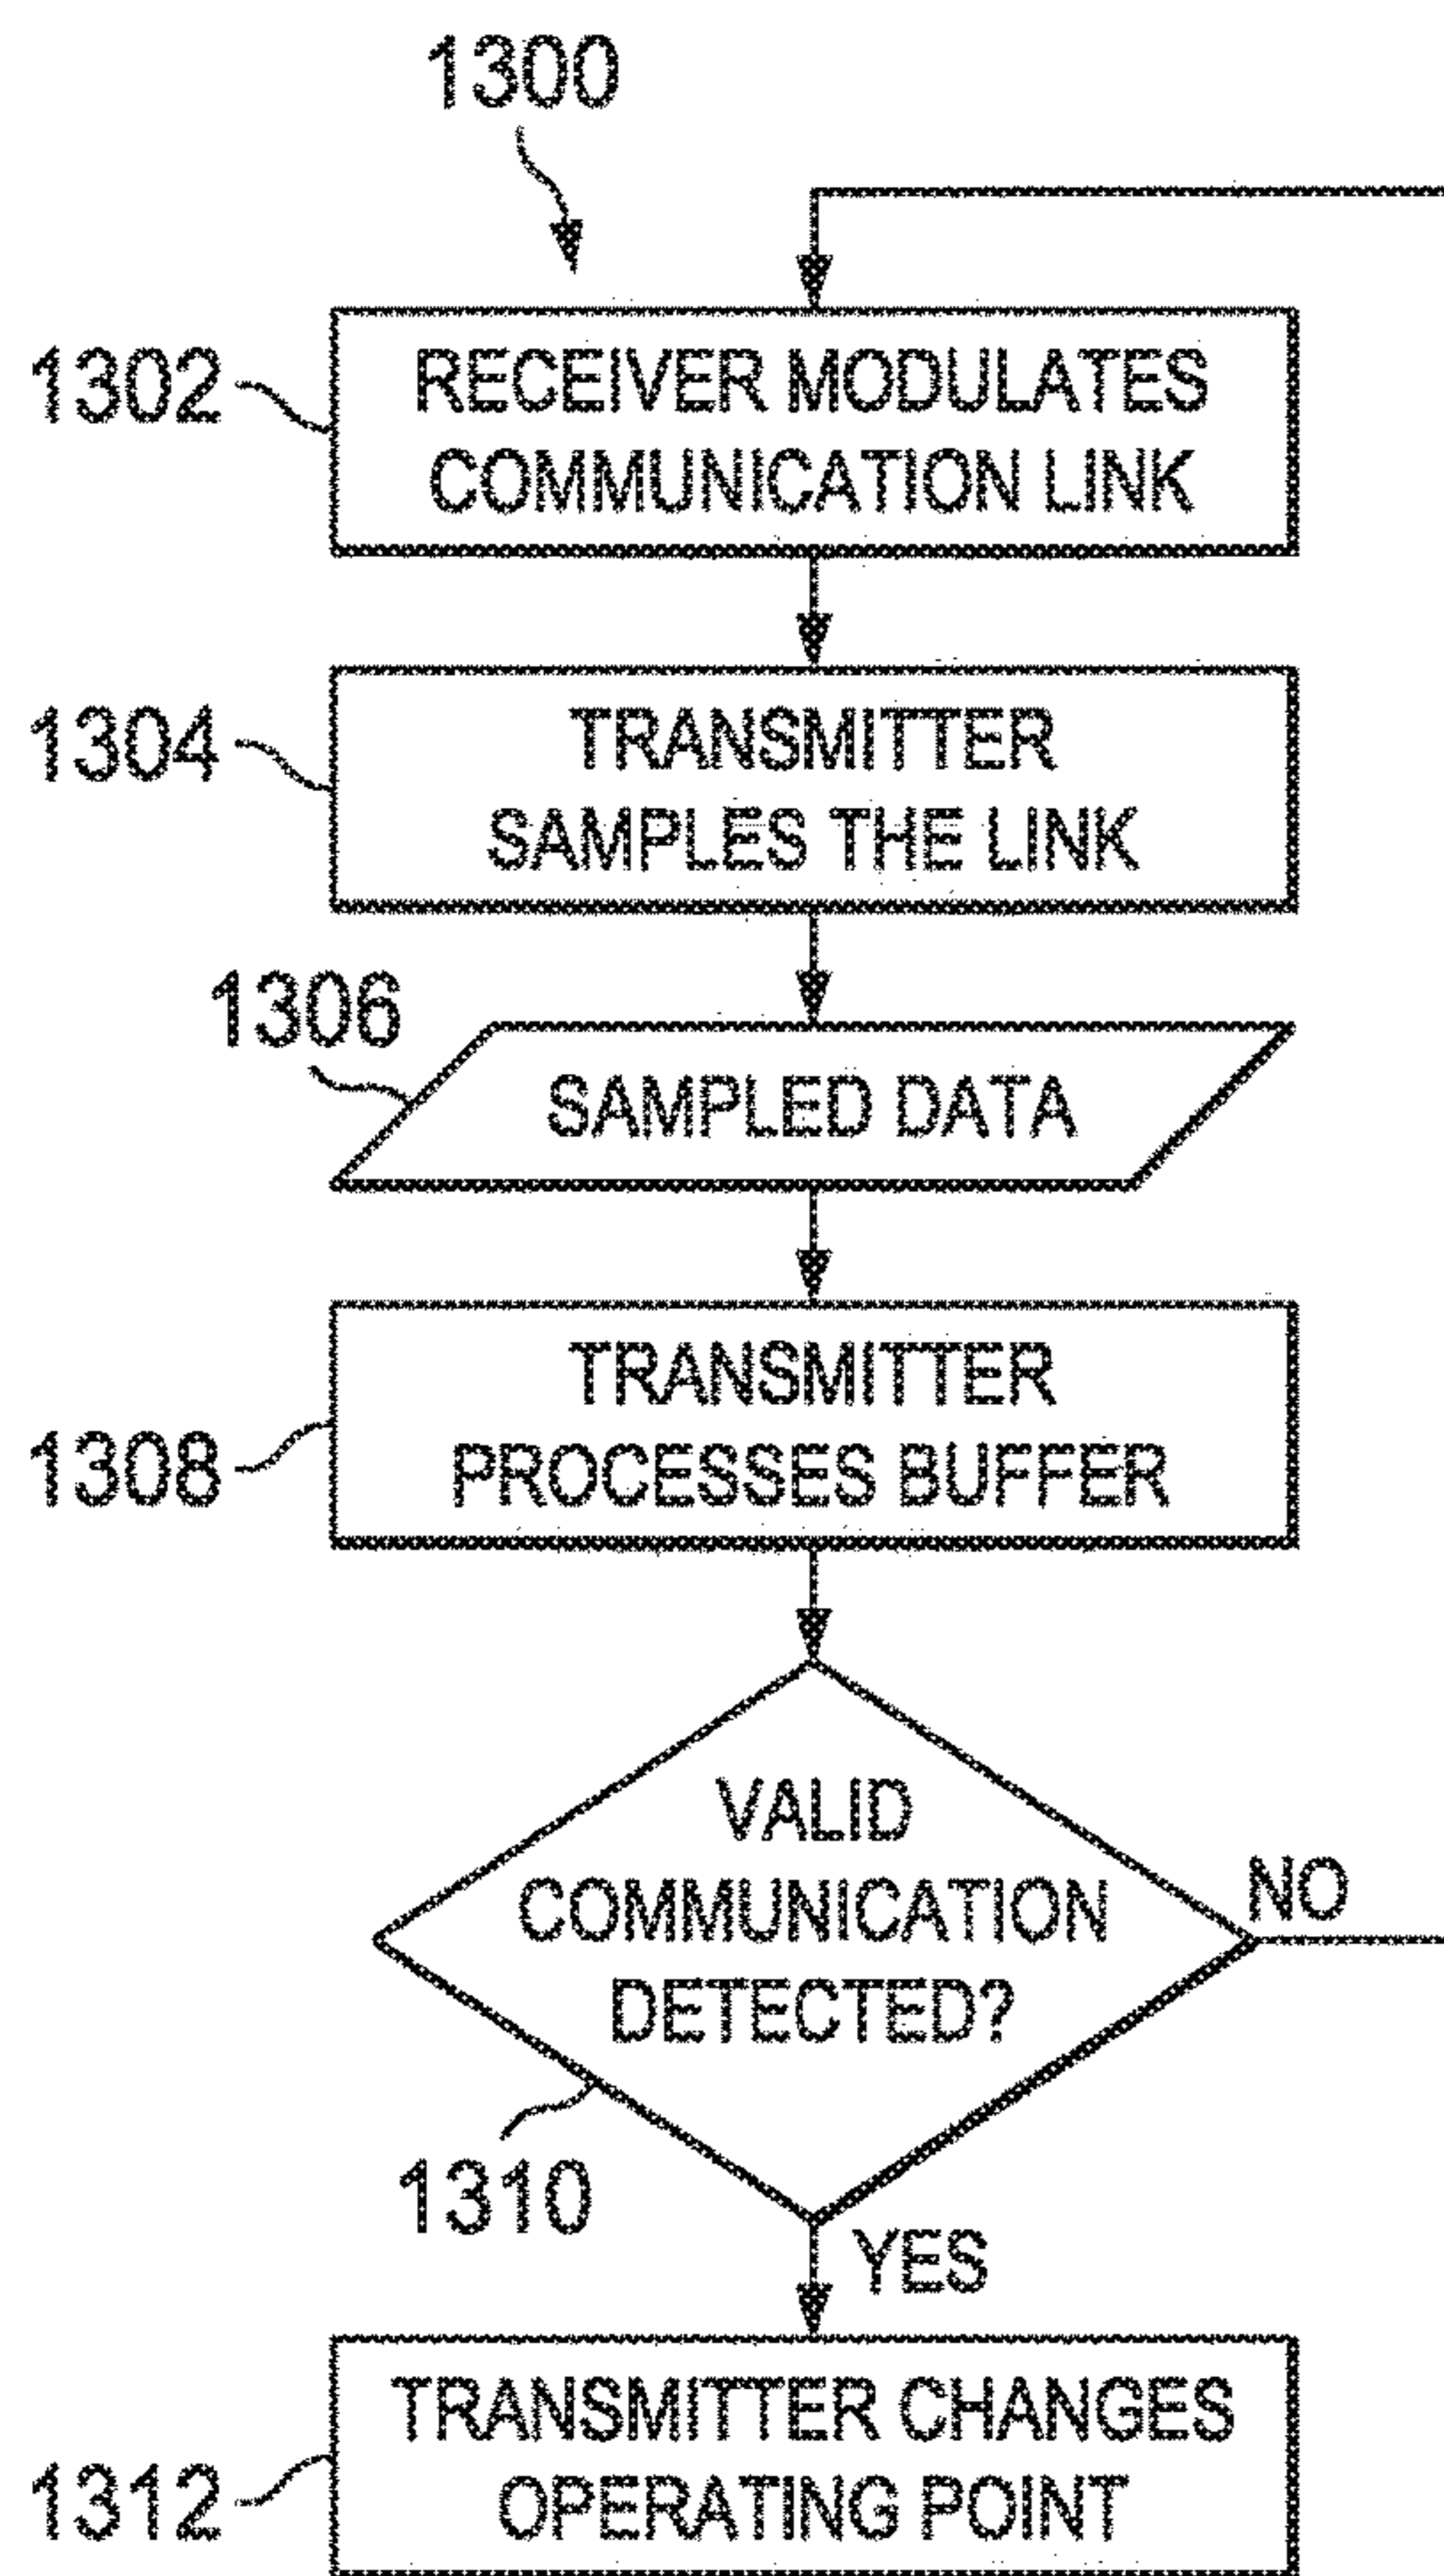 1300
1302
RECEIVER MODULATES
COMMUNICATION LINK
1304
TRANSMITTER
SAMPLES THE LINK
1306
SAMPLED DATA
TRANSMITTER
1308
PROCESSES BUFFER
VALID
COMMUNICATION
DETECTED?
NO
1310
YES
TRANSMITTER CHANGES
1312
OPERATING POINT